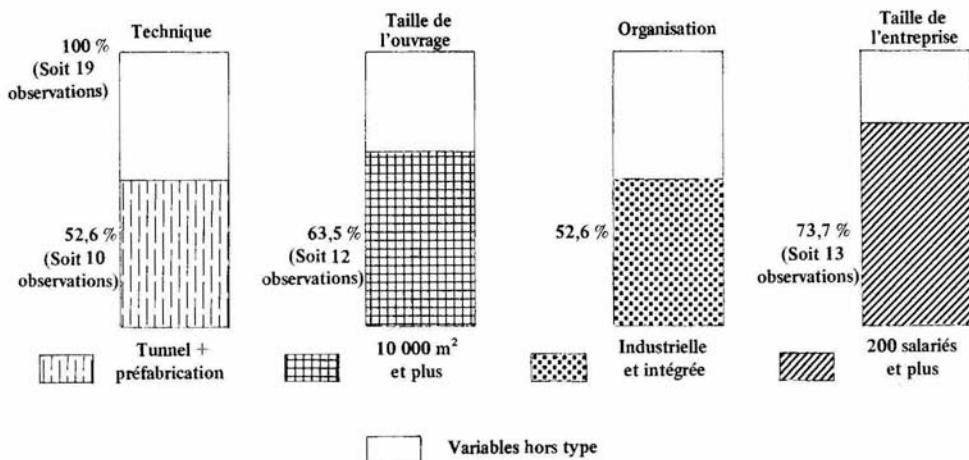 Technique
100 %
(Soit 19
observations)
52,6 %
(Soit 10
observations)
Tunnel +
préfabrication
Taille de
l'ouvrage
63,5 %
(Soit 12
observations)
10 000 m²
et plus
Organisation
52,6 %
Industrielle
et intégrée
Taille de
l'entreprise
73,7 %
(Soit 13
observations)
200 salariés
et plus
Variables hors type